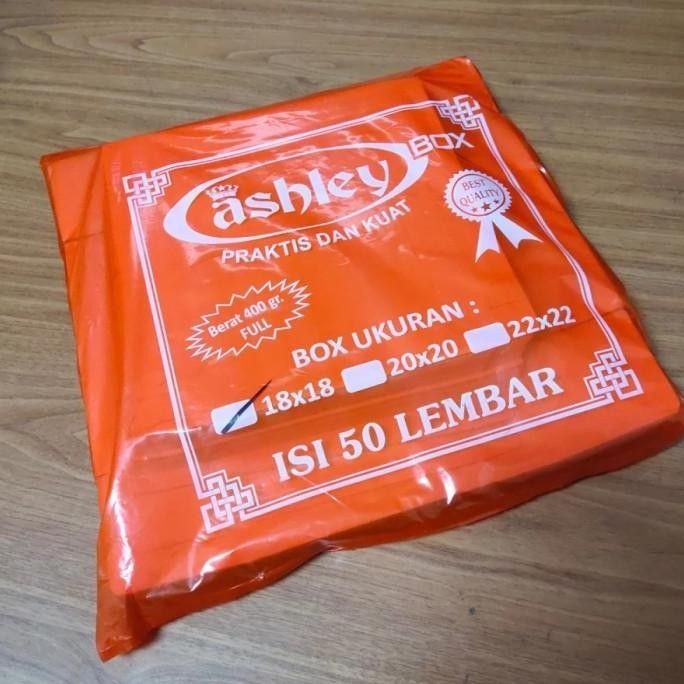 ashley BOX
PRAKTIS DAN KUAT
BEST
QUALITY
Berat 400 gr.
FULL
BOX UKURAN :
18x18 20x20 22x22
ISI 50 LEMBAR